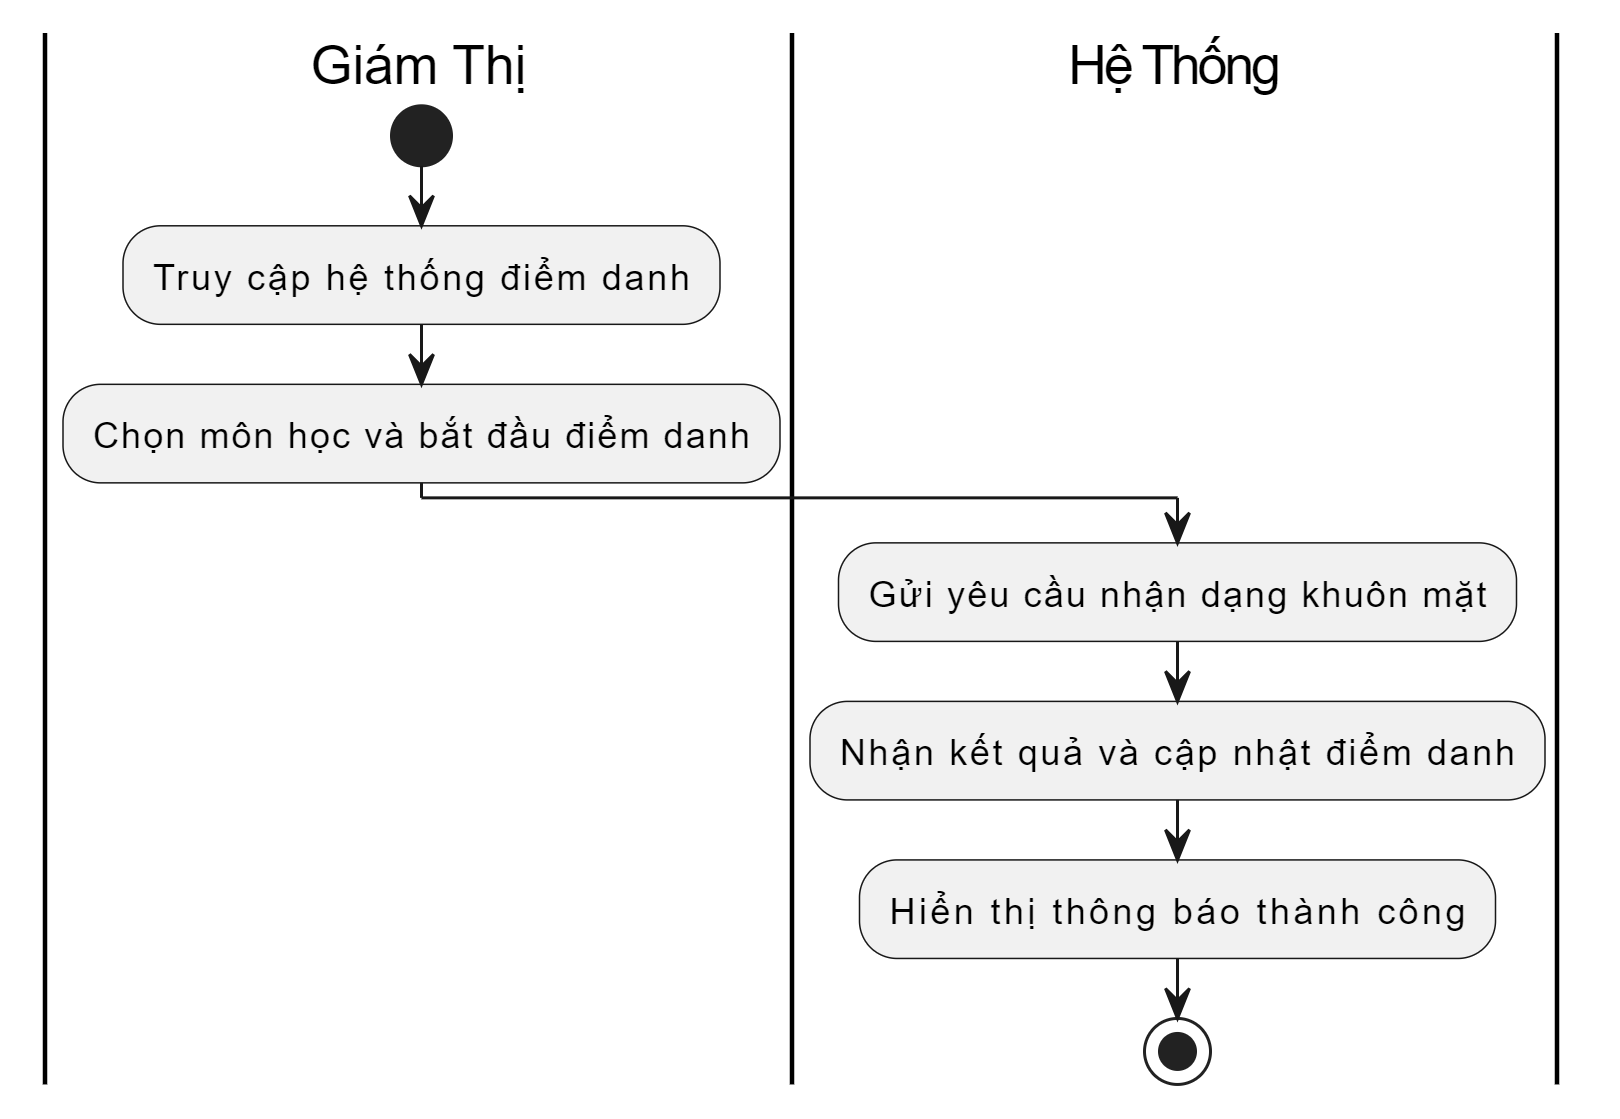 Giám Thị
Hệ Thống
Truy cập hệ thống điểm danh
Chọn môn học và bắt đầu điểm danh
Gửi yêu cầu nhận dạng khuôn mặt
Nhận kết quả và cập nhật điểm danh
Hiển thị thông báo thành công